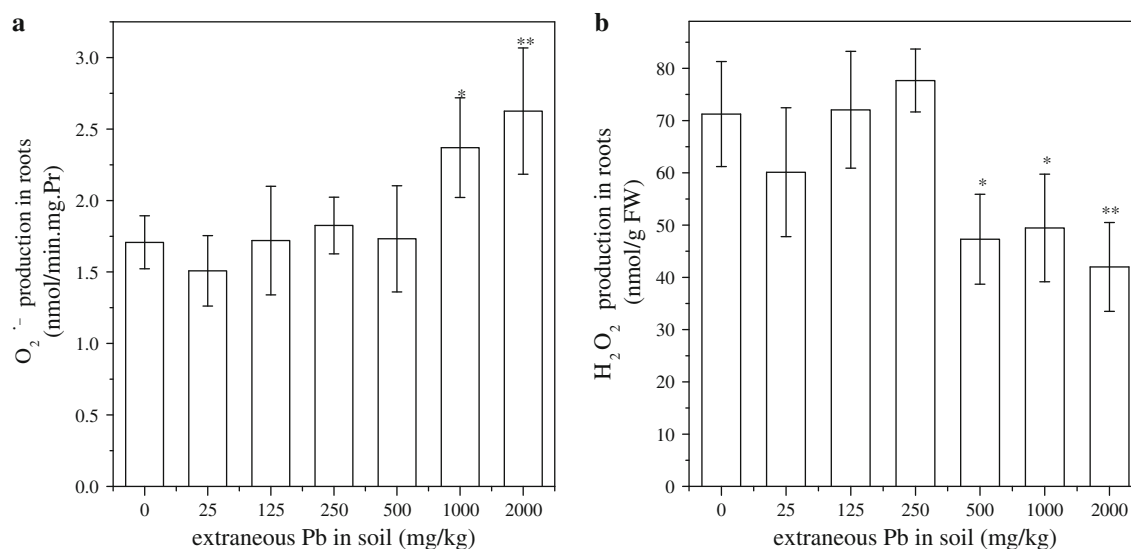 a
O₂˙⁻ production in roots
(nmol/min.mg.Pr)
3.0
2.5
2.0
1.5
1.0
0.5
0.0
*
**
0 25 125 250 500 1000 2000
extraneous Pb in soil (mg/kg)
b
H₂O₂ production in roots
(nmol/g FW)
80
70
60
50
40
30
20
10
0
*
*
**
0 25 125 250 500 1000 2000
extraneous Pb in soil (mg/kg)